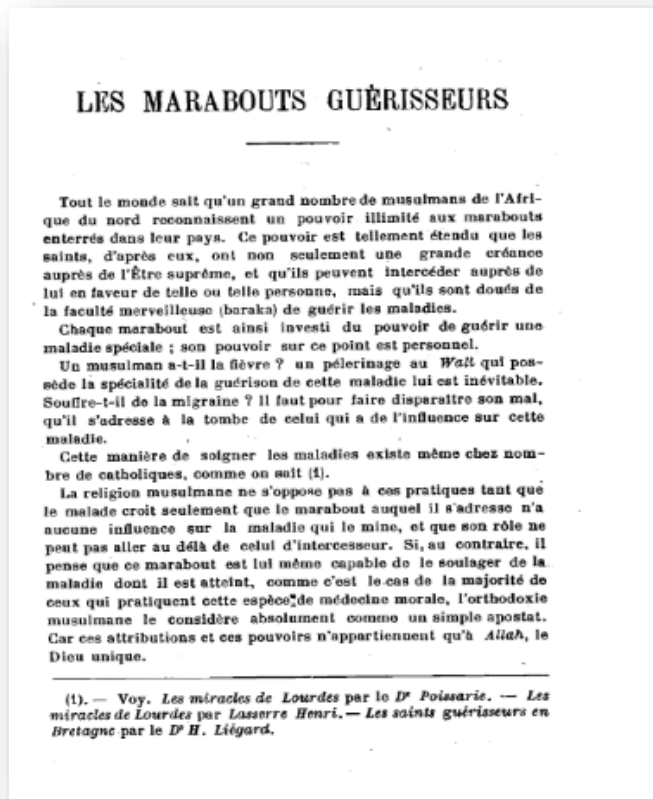 LES MARABOUTS GUÈRISSEURS
Tout le monde sait qu'un grand nombre de musulmans de l'Afri-
que du nord reconnaissent un pouvoir illimité aux marabouts
enterrés dans leur pays. Ce pouvoir est tellement étendu que les
saints, d'après eux, ont non seulement une grande créance
auprès de l'Être suprême, et qu'ils peuvent intercéder auprès de
lui en faveur de telle ou telle personne, mais qu'ils sont doués de
la faculté merveilleuse (baraka) de guérir les maladies.
Chaque marabout est ainsi investi du pouvoir de guérir une
maladie spéciale ; son pouvoir sur ce point est personnel.
Un musulman a-t-il la fièvre ? un pélerinage au Wali qui pos-
sède la spécialité de la guérison de cette maladie lui est inévitable.
Souffre-t-il de la migraine ? Il faut pour faire disparaître son mal,
qu'il s'adresse à la tombe de celui qui a de l'influence sur cette
maladie.
Cette manière de soigner les maladies existe même chez nom-
bre de catholiques, comme on sait (1).
La religion musulmane ne s'oppose pas à ces pratiques tant que
le malade croit seulement que le marabout auquel il s'adresse n'a
aucune influence sur la maladie qui le mine, et que son rôle ne
peut pas aller au délà de celui d'intercesseur. Si, au contraire, il
pense que ce marabout est lui même capable de le soulager de la
maladie dont il est atteint, comme c'est le cas de la majorité de
ceux qui pratiquent cette espèce de médecine morale, l'orthodoxie
musulmane le considère absolument comme un simple apostat.
Car ces attributions et ces pouvoirs n'appartiennent qu'à Allah, le
Dieu unique.
(1). — Voy. Les miracles de Lourdes par le Dr Poissarie. — Les
miracles de Lourdes par Lasserre Henri. — Les saints guérisseurs en
Bretagne par le Dr H. Liégard.